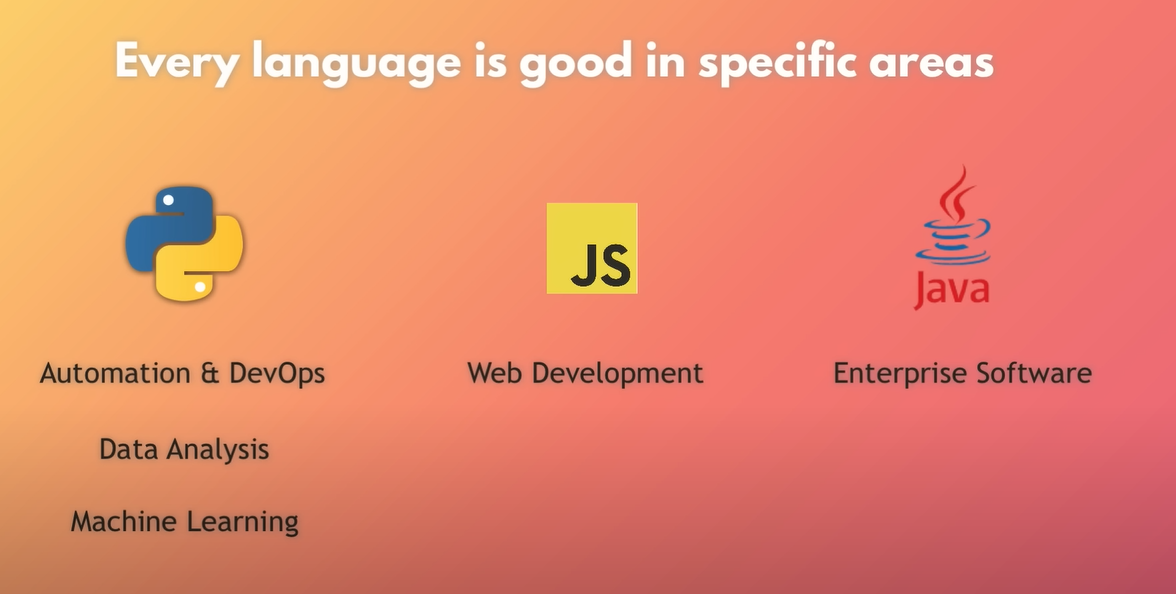 Every language is good in specific areas
JS
Java
Automation & DevOps
Web Development
Enterprise Software
Data Analysis
Machine Learning